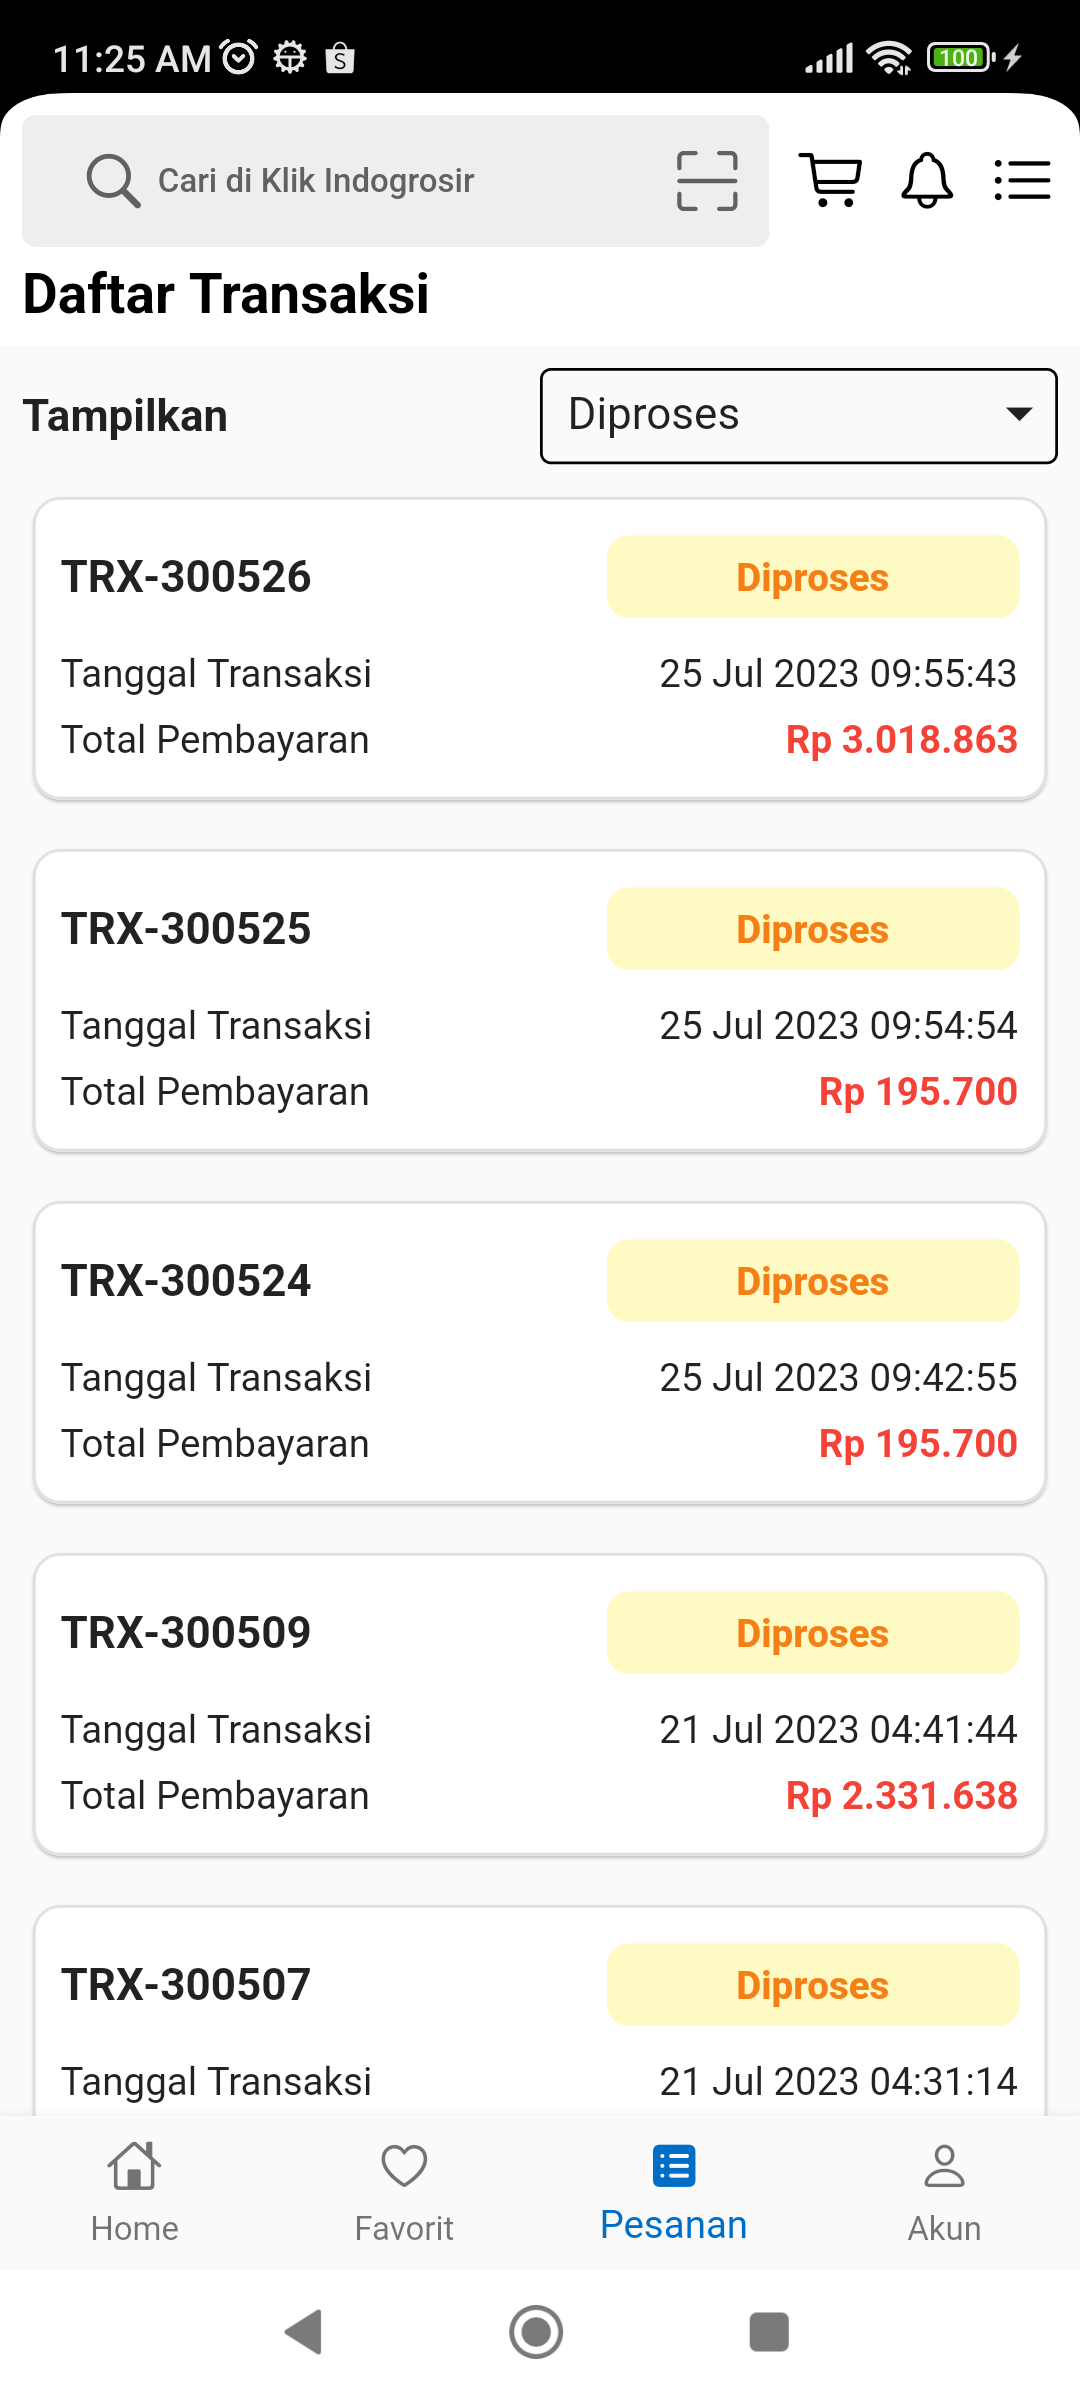 11:25 AM
100
Cari di Klik Indogrosir
Daftar Transaksi
Tampilkan
Diproses
TRX-300526
Diproses
Tanggal Transaksi
25 Jul 2023 09:55:43
Total Pembayaran
Rp 3.018.863
TRX-300525
Diproses
Tanggal Transaksi
25 Jul 2023 09:54:54
Total Pembayaran
Rp 195.700
TRX-300524
Diproses
Tanggal Transaksi
25 Jul 2023 09:42:55
Total Pembayaran
Rp 195.700
TRX-300509
Diproses
Tanggal Transaksi
21 Jul 2023 04:41:44
Total Pembayaran
Rp 2.331.638
TRX-300507
Diproses
Tanggal Transaksi
21 Jul 2023 04:31:14
Home
Favorit
Pesanan
Akun